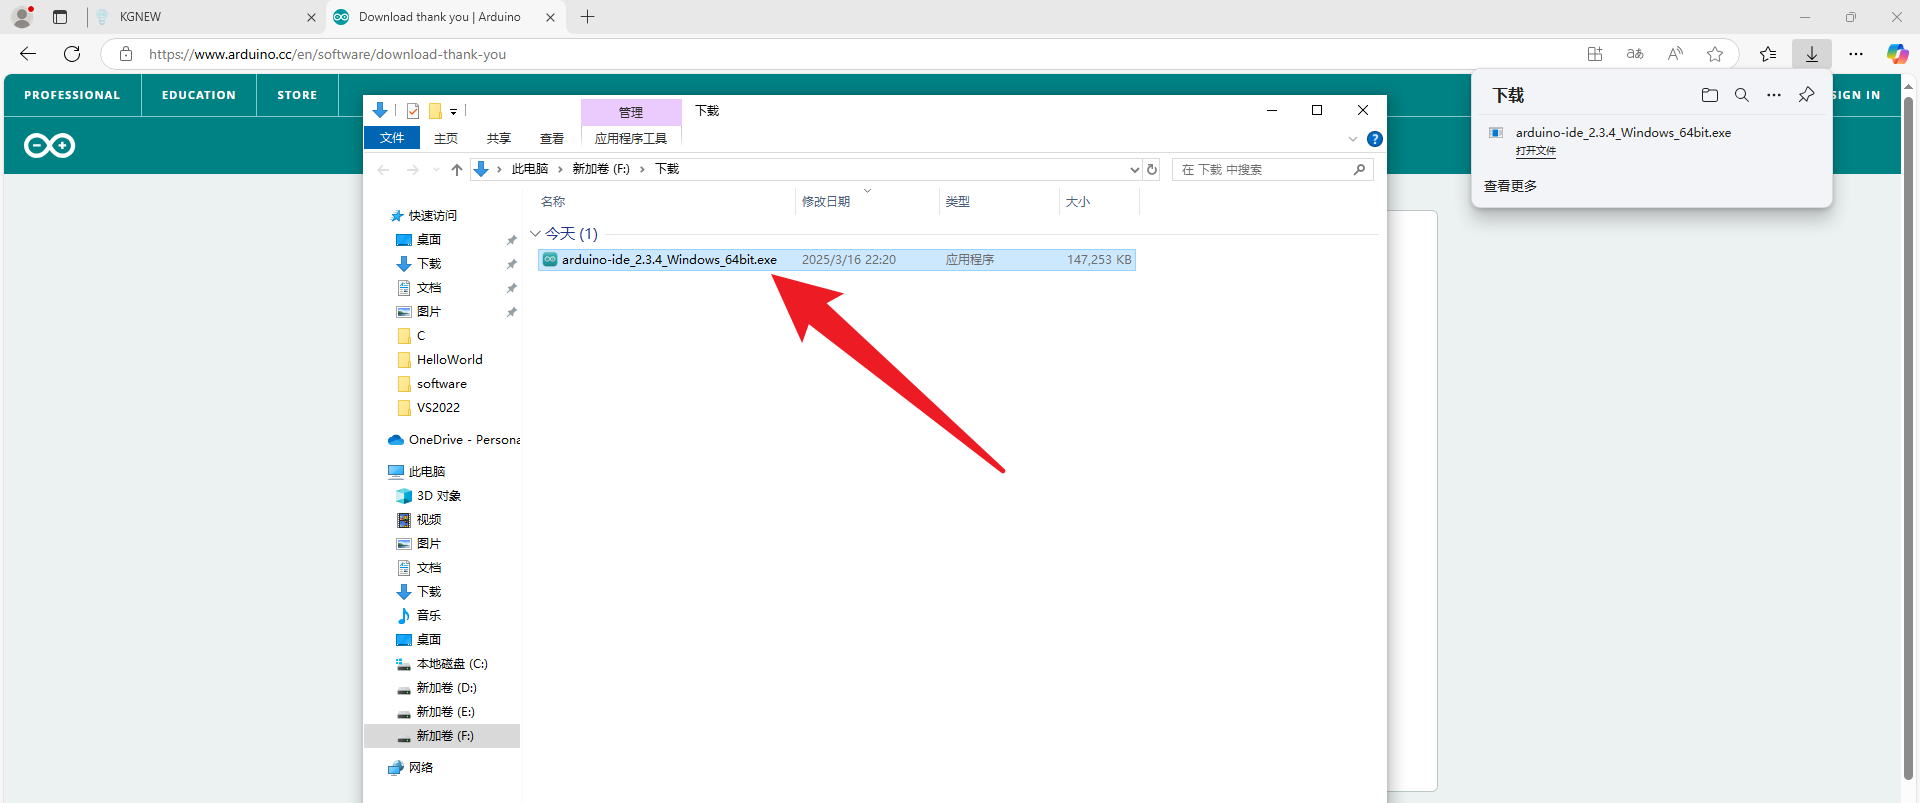 KGNEW
Download thank you | Arduino
https://www.arduino.cc/en/software/download-thank-you
aあ
PROFESSIONAL
EDUCATION
STORE
SIGN IN
下载
arduino-ide_2.3.4_Windows_64bit.exe
打开文件
查看更多
管理
下载
文件
主页
共享
查看
应用程序工具
此电脑
新加卷 (F:)
下载
在 下载 中搜索
名称
修改日期
类型
大小
今天 (1)
arduino-ide_2.3.4_Windows_64bit.exe 2025/3/16 22:20 应用程序 147,253 KB
快速访问
桌面
下载
文档
图片
C
HelloWorld
software
VS2022
OneDrive - Persona
此电脑
3D 对象
视频
图片
文档
下载
音乐
桌面
本地磁盘 (C:)
新加卷 (D:)
新加卷 (E:)
新加卷 (F:)
网络